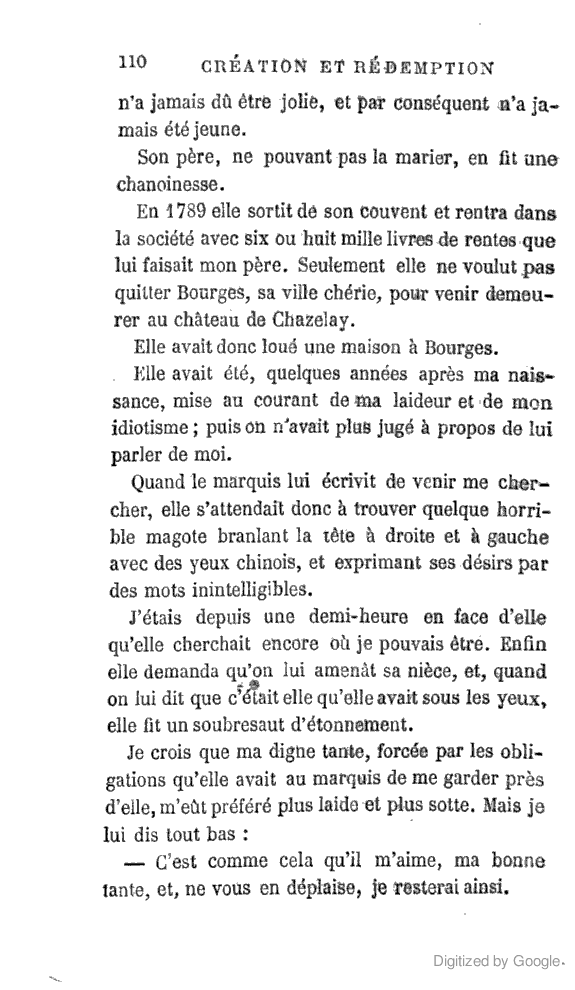 110 CRÉATION ET RÉDEMPTION
n'a jamais dû être jolie, et par conséquent n'a ja-
mais été jeune.
Son père, ne pouvant pas la marier, en fit une
chanoinesse.
En 1789 elle sortit de son couvent et rentra dans
la société avec six ou huit mille livres de rentes que
lui faisait mon père. Seulement elle ne voulut pas
quitter Bourges, sa ville chérie, pour venir demeu-
rer au château de Chazelay.
Elle avait donc loué une maison à Bourges.
Elle avait été, quelques années après ma nais-
sance, mise au courant de ma laideur et de mon
idiotisme ; puis on n'avait plus jugé à propos de lui
parler de moi.
Quand le marquis lui écrivit de venir me cher-
cher, elle s'attendait donc à trouver quelque horri-
ble magote branlant la tête à droite et à gauche
avec des yeux chinois, et exprimant ses désirs par
des mots inintelligibles.
J'étais depuis une demi-heure en face d'elle
qu'elle cherchait encore où je pouvais être. Enfin
elle demanda qu'on lui amenât sa nièce, et, quand
on lui dit que c'était elle qu'elle avait sous les yeux,
elle fit un soubresaut d'étonnement.
Je crois que ma digne tante, forcée par les obli-
gations qu'elle avait au marquis de me garder près
d'elle, m'eût préféré plus laide et plus sotte. Mais je
lui dis tout bas :
— C'est comme cela qu'il m'aime, ma bonne
tante, et, ne vous en déplaise, je resterai ainsi.
Digitized by Google